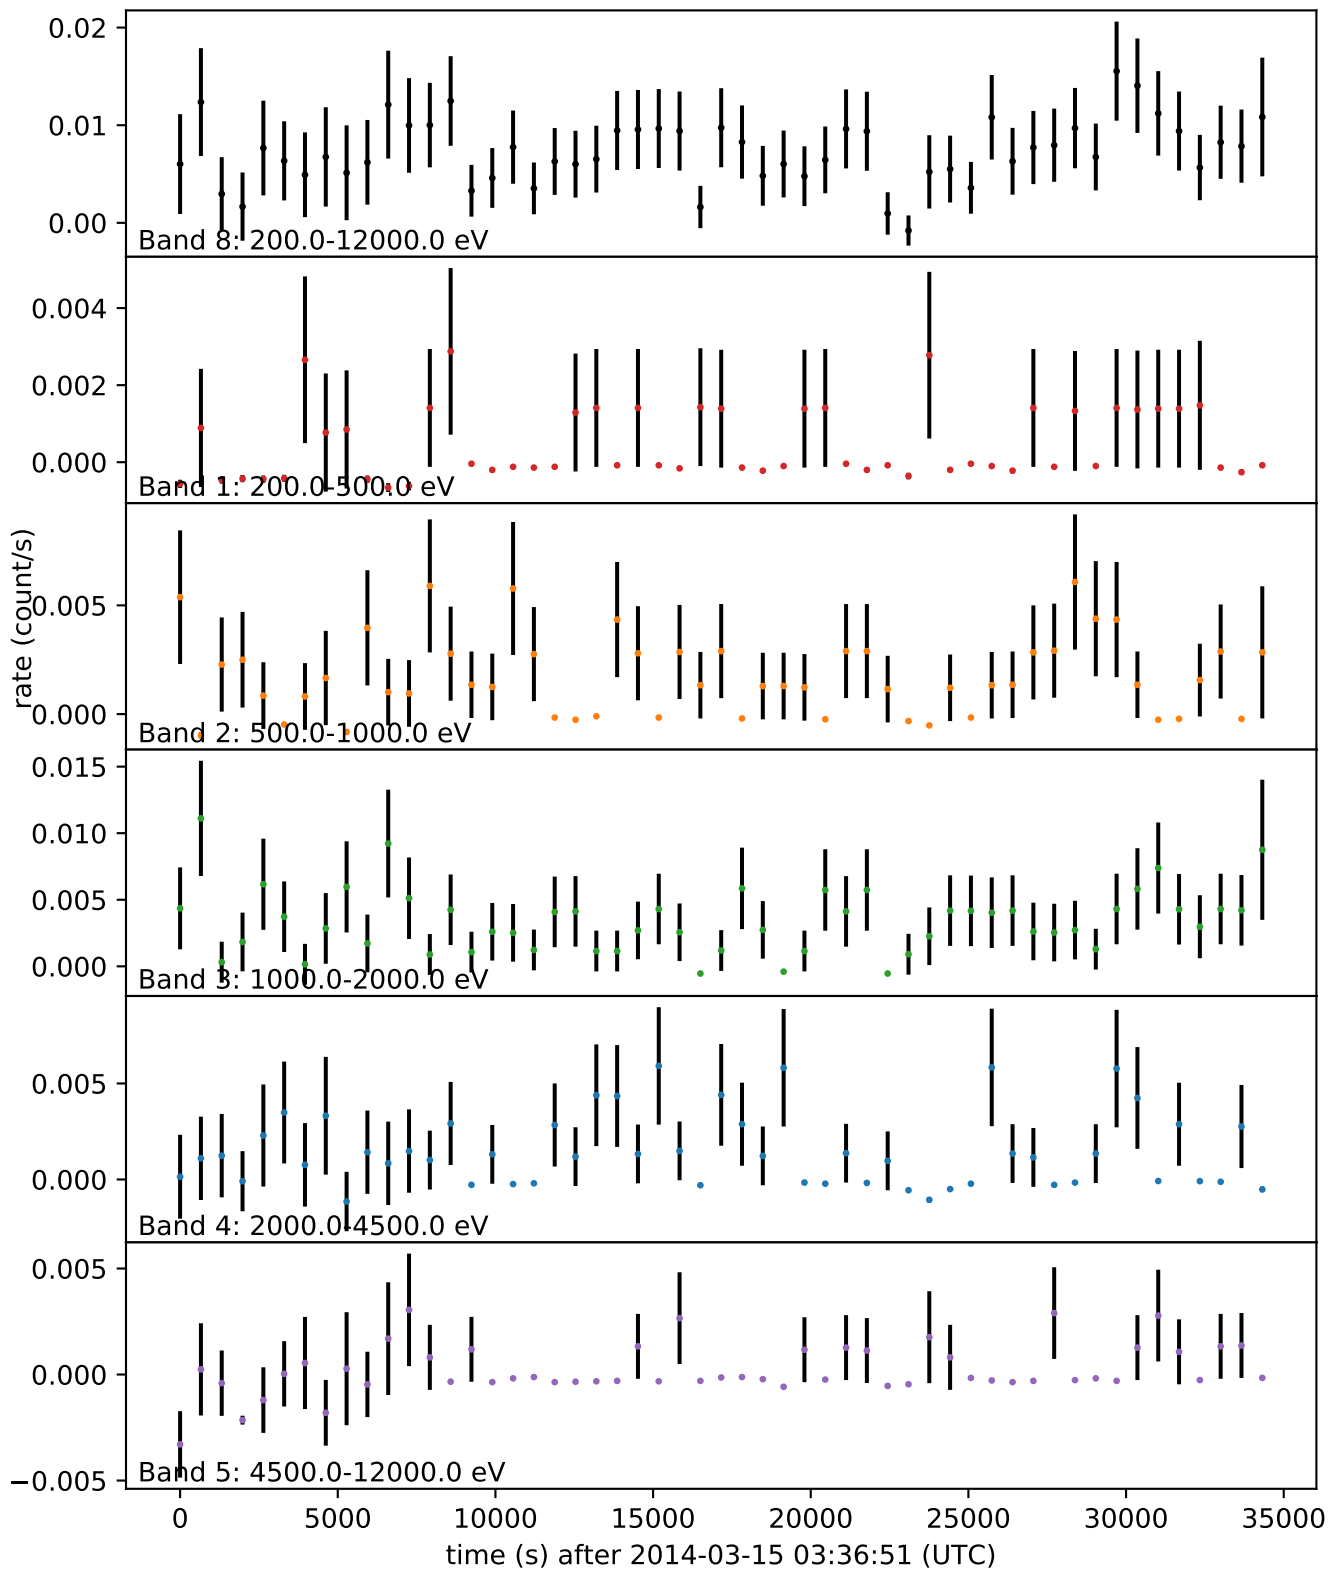 0.02
0.01
0.00
Band 8: 200.0-12000.0 eV
0.004
0.002
0.000
Band 1: 200.0-500.0 eV
rate (count/s)
0.005
0.000
Band 2: 500.0-1000.0 eV
0.015
0.010
0.005
0.000
Band 3: 1000.0-2000.0 eV
0.005
0.000
Band 4: 2000.0-4500.0 eV
0.005
0.000
−0.005
Band 5: 4500.0-12000.0 eV
0 5000 10000 15000 20000 25000 30000 35000
time (s) after 2014-03-15 03:36:51 (UTC)